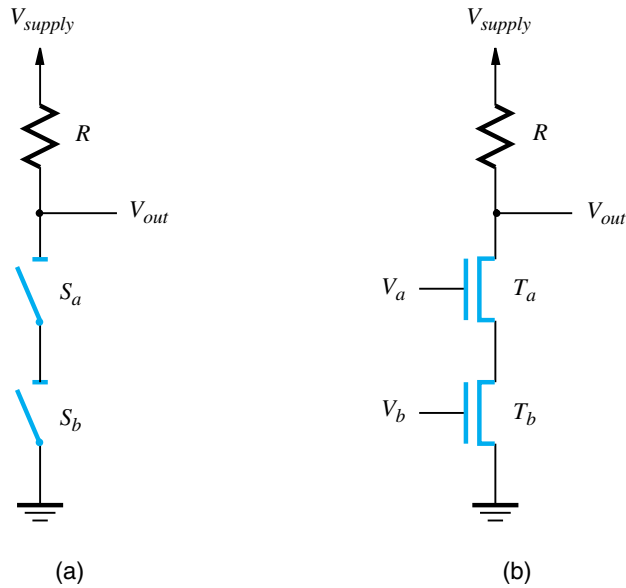 V_supply
R
V_out
S_a
S_b
(a)
V_supply
R
V_out
V_a
T_a
V_b
T_b
(b)